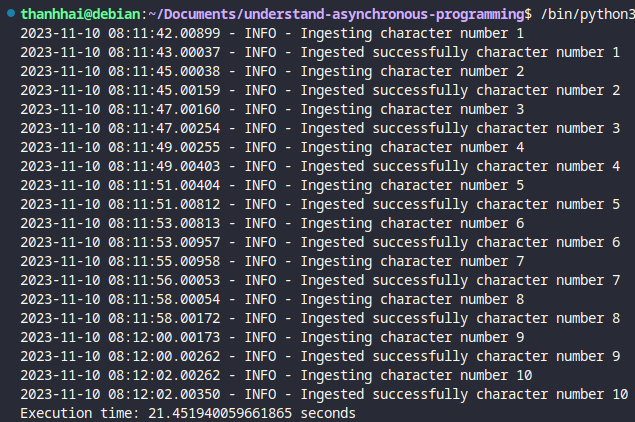 thanhhai@debian:~/Documents/understand-asynchronous-programming$ /bin/python3
2023-11-10 08:11:42.00899 - INFO - Ingesting character number 1
2023-11-10 08:11:43.00037 - INFO - Ingested successfully character number 1
2023-11-10 08:11:45.00038 - INFO - Ingesting character number 2
2023-11-10 08:11:45.00159 - INFO - Ingested successfully character number 2
2023-11-10 08:11:47.00160 - INFO - Ingesting character number 3
2023-11-10 08:11:47.00254 - INFO - Ingested successfully character number 3
2023-11-10 08:11:49.00255 - INFO - Ingesting character number 4
2023-11-10 08:11:49.00403 - INFO - Ingested successfully character number 4
2023-11-10 08:11:51.00404 - INFO - Ingesting character number 5
2023-11-10 08:11:51.00812 - INFO - Ingested successfully character number 5
2023-11-10 08:11:53.00813 - INFO - Ingesting character number 6
2023-11-10 08:11:53.00957 - INFO - Ingested successfully character number 6
2023-11-10 08:11:55.00958 - INFO - Ingesting character number 7
2023-11-10 08:11:56.00053 - INFO - Ingested successfully character number 7
2023-11-10 08:11:58.00054 - INFO - Ingesting character number 8
2023-11-10 08:11:58.00172 - INFO - Ingested successfully character number 8
2023-11-10 08:12:00.00173 - INFO - Ingesting character number 9
2023-11-10 08:12:00.00262 - INFO - Ingested successfully character number 9
2023-11-10 08:12:02.00262 - INFO - Ingesting character number 10
2023-11-10 08:12:02.00350 - INFO - Ingested successfully character number 10
Execution time: 21.451940059661865 seconds